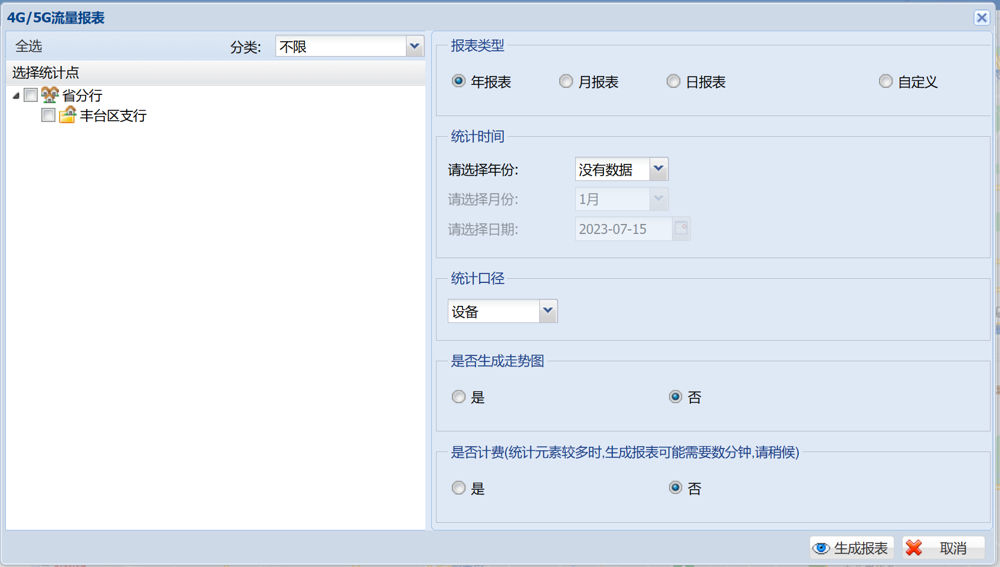 4G/5G流量报表
全选 分类: 不限
选择统计点
省分行
丰台区支行
报表类型
年报表 月报表 日报表 自定义
统计时间
请选择年份: 没有数据
请选择月份: 1月
请选择日期: 2023-07-15
统计口径
设备
是否生成走势图
是 否
是否计费(统计元素较多时,生成报表可能需要数分钟,请稍候)
是 否
生成报表 取消